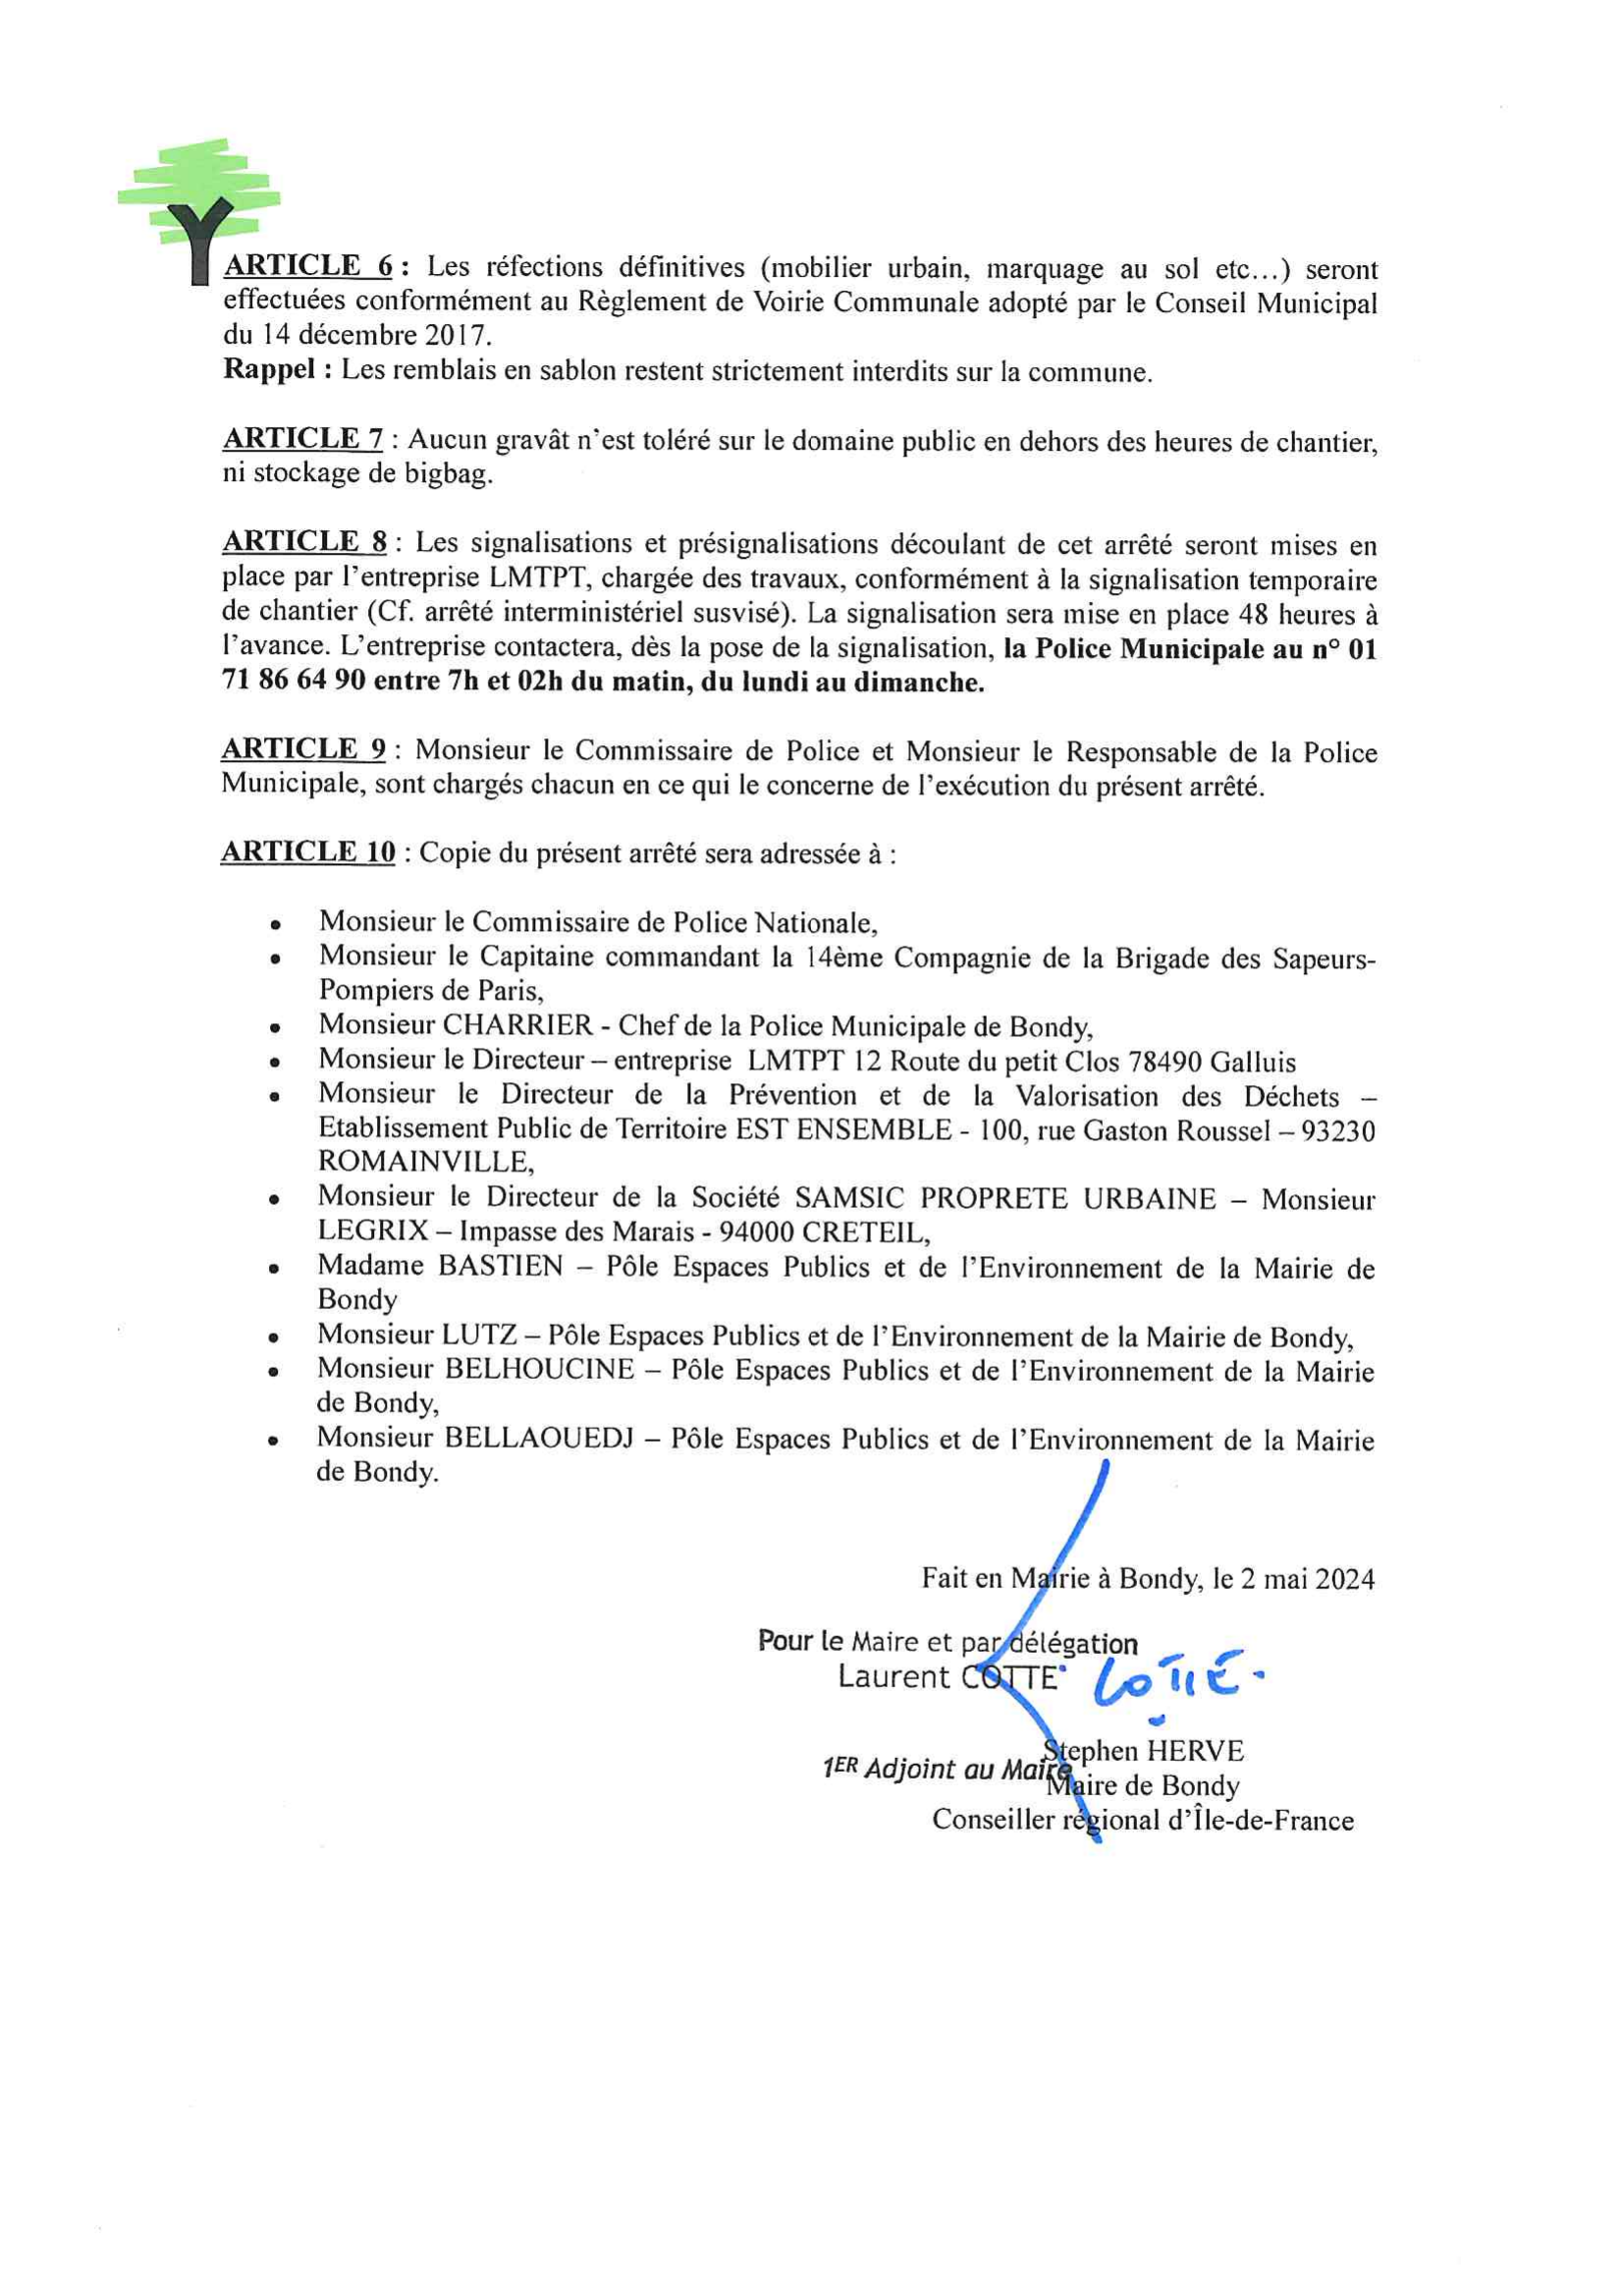 ARTICLE 6 : Les réfections définitives (mobilier urbain, marquage au sol etc...) seront
effectuées conformément au Règlement de Voirie Communale adopté par le Conseil Municipal
du 14 décembre 2017.
Rappel : Les remblais en sablon restent strictement interdits sur la commune.
ARTICLE 7 : Aucun gravât n'est toléré sur le domaine public en dehors des heures de chantier,
ni stockage de bigbag.
ARTICLE 8 : Les signalisations et présignalisations découlant de cet arrêté seront mises en
place par l'entreprise LMTPT, chargée des travaux, conformément à la signalisation temporaire
de chantier (Cf. arrêté interministériel susvisé). La signalisation sera mise en place 48 heures à
l'avance. L'entreprise contactera, dès la pose de la signalisation, la Police Municipale au n° 01
71 86 64 90 entre 7h et 02h du matin, du lundi au dimanche.
ARTICLE 9 : Monsieur le Commissaire de Police et Monsieur le Responsable de la Police
Municipale, sont chargés chacun en ce qui le concerne de l'exécution du présent arrêté.
ARTICLE 10 : Copie du présent arrêté sera adressée à :
• Monsieur le Commissaire de Police Nationale,
• Monsieur le Capitaine commandant la 14ème Compagnie de la Brigade des Sapeurs-
Pompiers de Paris,
• Monsieur CHARRIER - Chef de la Police Municipale de Bondy,
• Monsieur le Directeur – entreprise LMTPT 12 Route du petit Clos 78490 Galluis
• Monsieur le Directeur de la Prévention et de la Valorisation des Déchets –
Etablissement Public de Territoire EST ENSEMBLE - 100, rue Gaston Roussel – 93230
ROMAINVILLE,
• Monsieur le Directeur de la Société SAMSIC PROPRETE URBAINE – Monsieur
LEGRIX – Impasse des Marais - 94000 CRETEIL,
• Madame BASTIEN – Pôle Espaces Publics et de l'Environnement de la Mairie de
Bondy
• Monsieur LUTZ – Pôle Espaces Publics et de l'Environnement de la Mairie de Bondy,
• Monsieur BELHOUCINE – Pôle Espaces Publics et de l'Environnement de la Mairie
de Bondy,
• Monsieur BELLAOUEDJ – Pôle Espaces Publics et de l'Environnement de la Mairie
de Bondy.
Fait en Mairie à Bondy, le 2 mai 2024
Pour le Maire et par délégation
Laurent COTTE COTTE
Stephen HERVE
1ER Adjoint au Maire
Maire de Bondy
Conseiller régional d'Île-de-France